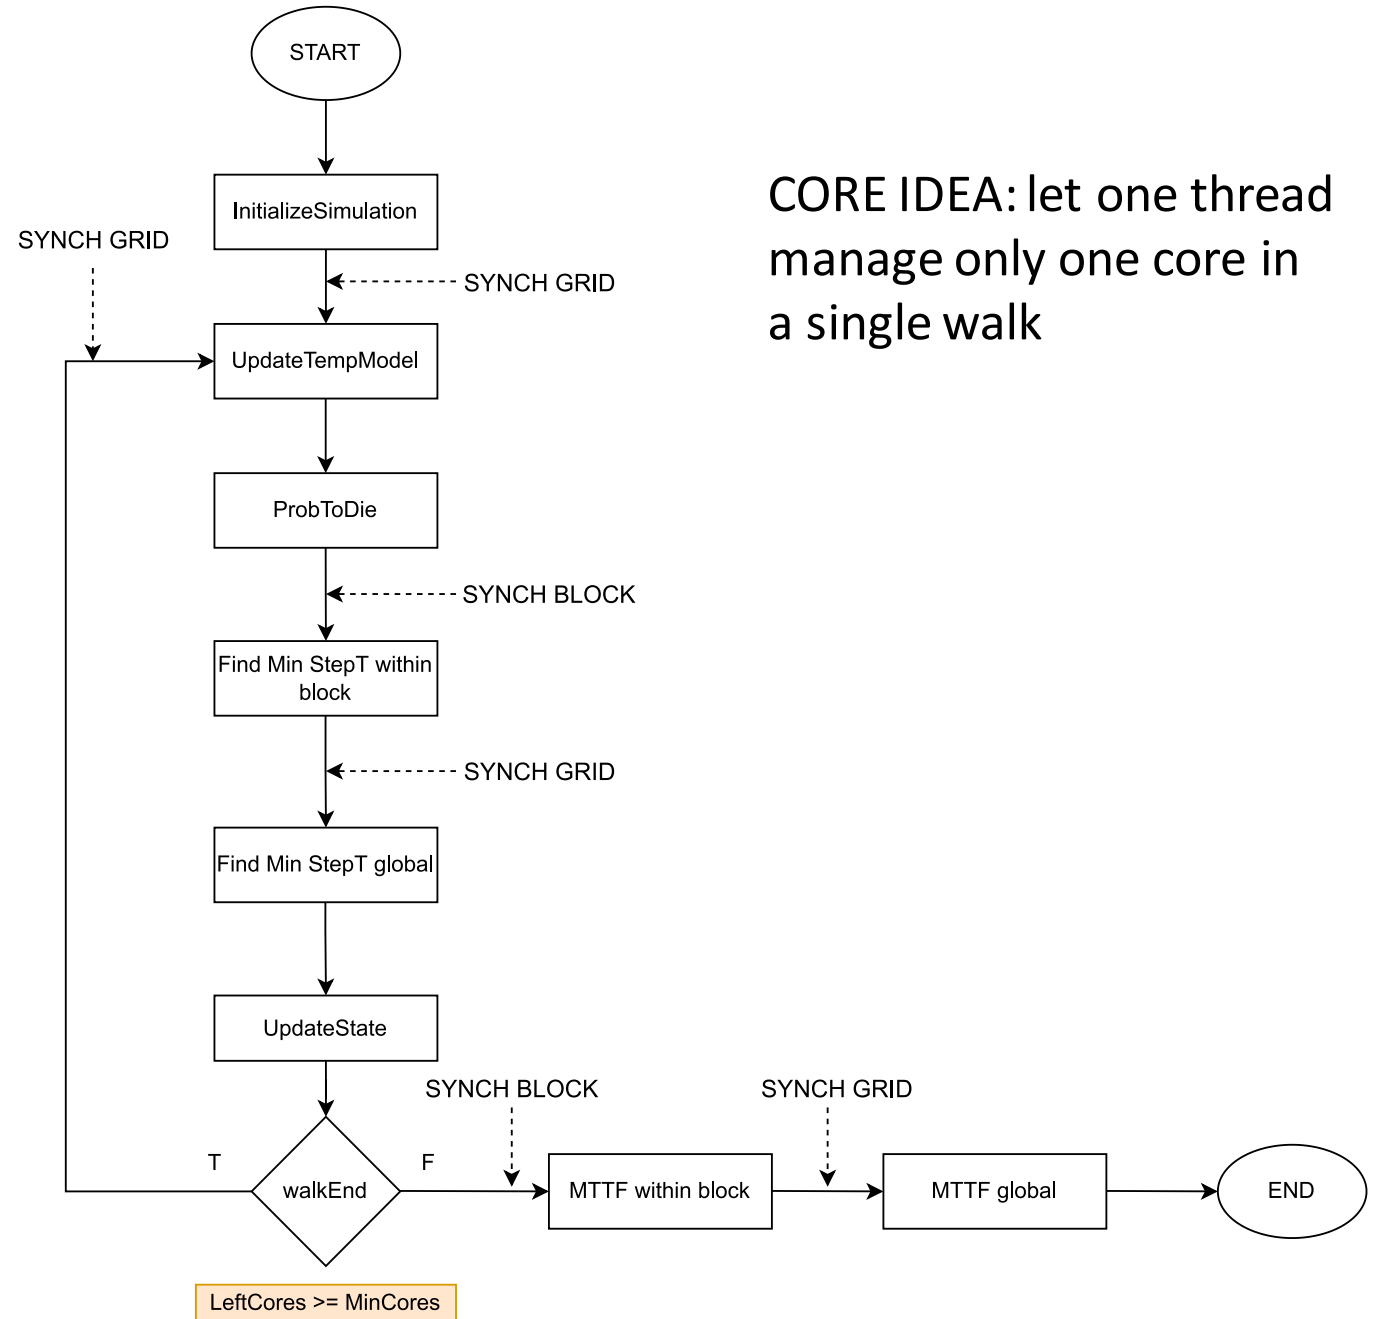 START
CORE IDEA: let one thread
manage only one core in
a single walk
InitializeSimulation
SYNCH GRID
SYNCH GRID
UpdateTempModel
ProbToDie
SYNCH BLOCK
Find Min StepT within
block
SYNCH GRID
Find Min StepT global
UpdateState
SYNCH BLOCK
SYNCH GRID
T
F
walkEnd
MTTF within block
MTTF global
END
LeftCores >= MinCores